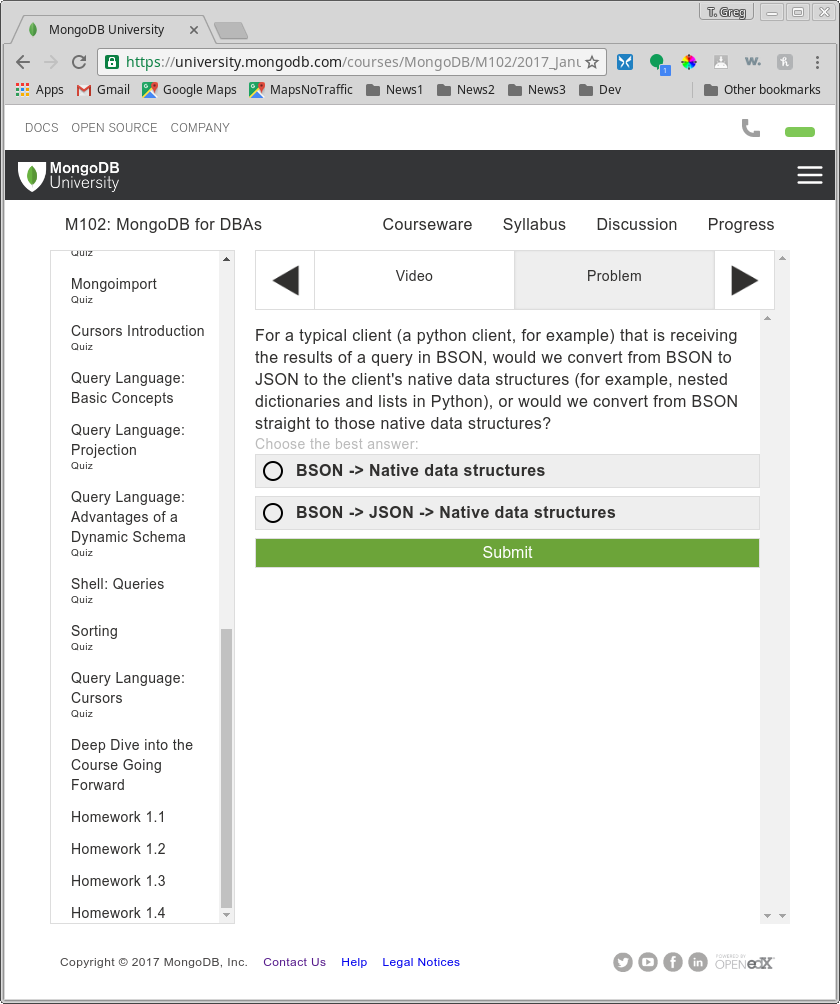 T. Greg
MongoDB University
https://university.mongodb.com/courses/MongoDB/M102/2017_Janu
1
w.
Apps Gmail Google Maps MapsNoTraffic News1 News2 News3 Dev Other bookmarks
DOCS OPEN SOURCE COMPANY
MongoDB
University
M102: MongoDB for DBAs Courseware Syllabus Discussion Progress
Quiz
Mongoimport
Quiz
Cursors Introduction
Quiz
Query Language:
Basic Concepts
Query Language:
Projection
Quiz
Query Language:
Advantages of a
Dynamic Schema
Quiz
Shell: Queries
Quiz
Sorting
Quiz
Query Language:
Cursors
Quiz
Deep Dive into the
Course Going
Forward
Homework 1.1
Homework 1.2
Homework 1.3
Homework 1.4
Video Problem
For a typical client (a python client, for example) that is receiving
the results of a query in BSON, would we convert from BSON to
JSON to the client's native data structures (for example, nested
dictionaries and lists in Python), or would we convert from BSON
straight to those native data structures?
Choose the best answer:
BSON -> Native data structures
BSON -> JSON -> Native data structures
Submit
Copyright © 2017 MongoDB, Inc. Contact Us Help Legal Notices
POWERED BY
OPEN edX